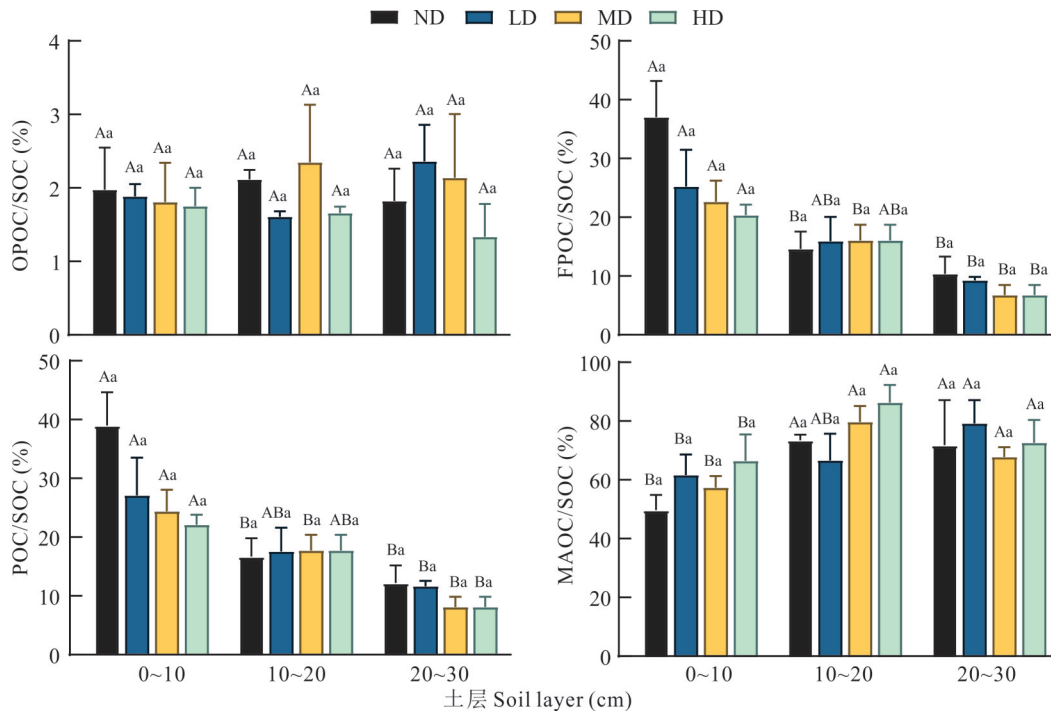 ND LD MD HD
OPOC/SOC (%)
4
3
2
1
0
Aa Aa Aa Aa
Aa Aa Aa Aa
Aa Aa Aa Aa
FPOC/SOC (%)
50
40
30
20
10
0
Aa Aa Aa Aa
Ba ABa Ba ABa
Ba Ba Ba Ba
POC/SOC (%)
50
40
30
20
10
0
Aa Aa Aa Aa
Ba ABa Ba ABa
Ba Ba Ba Ba
0~10 10~20 20~30
MAOC/SOC (%)
100
80
60
40
20
0
Ba Ba Ba Ba
Aa ABa Aa Aa
Aa Aa Aa Aa
0~10 10~20 20~30
土层 Soil layer (cm)